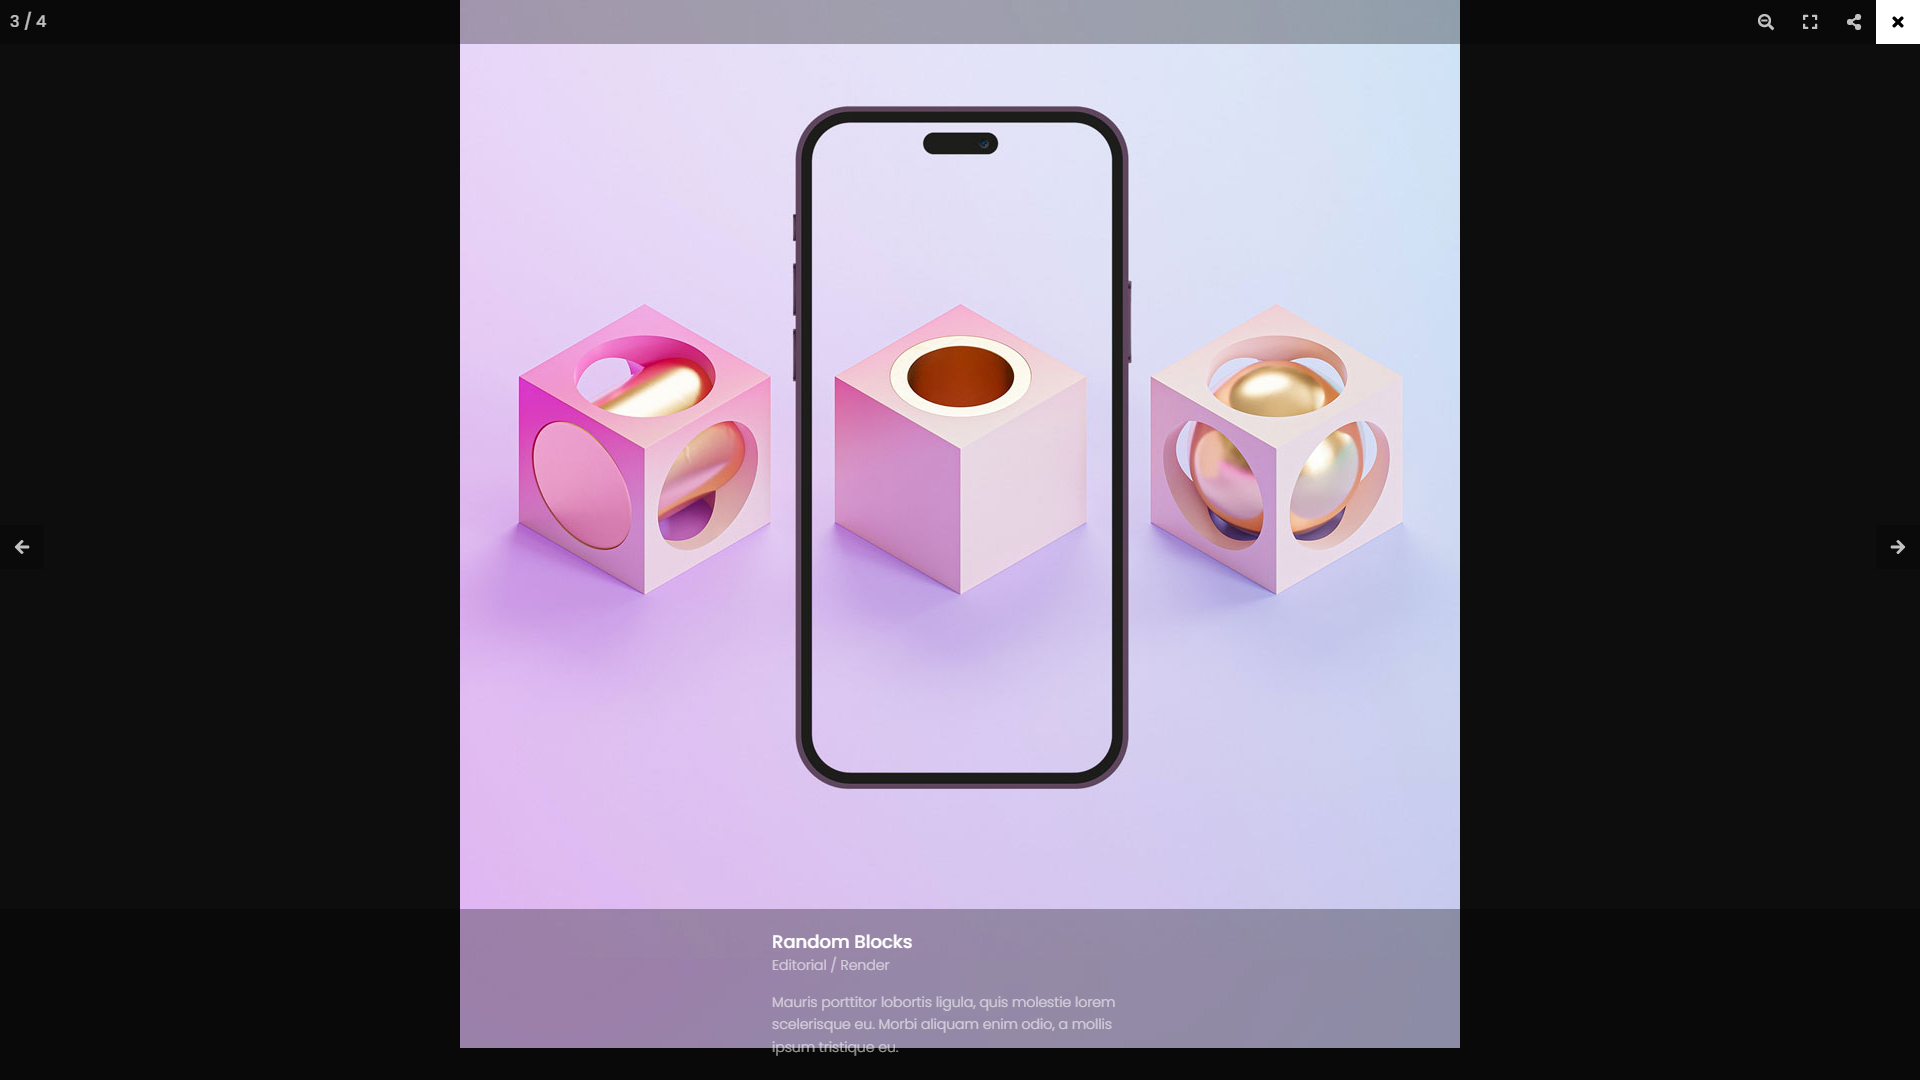 3 / 4
Random Blocks
Editorial / Render
Mauris porttitor lobortis ligula, quis molestie lorem
scelerisque eu. Morbi aliquam enim odio, a mollis
ipsum tristique eu.